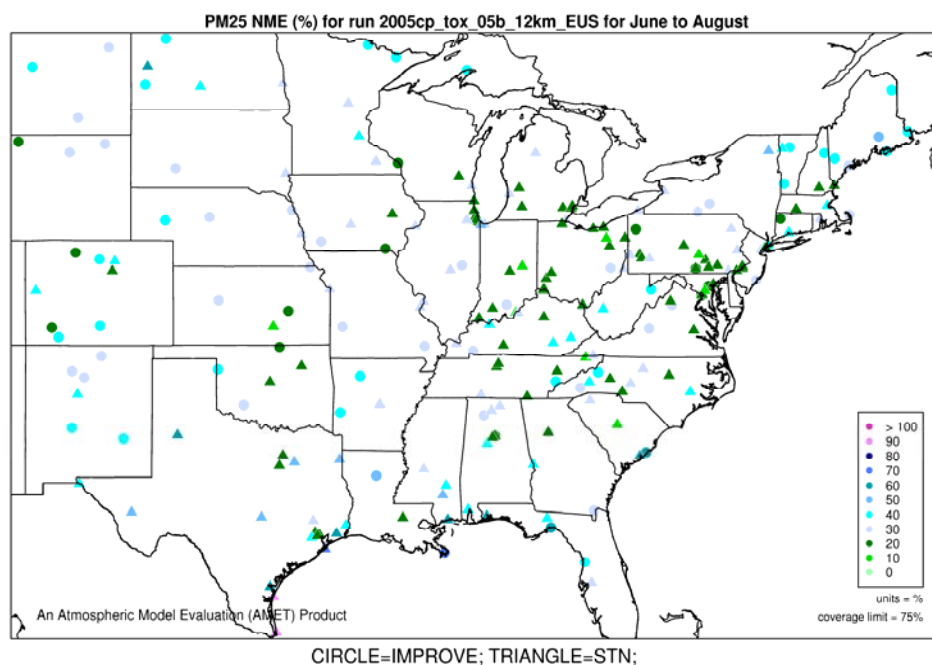 PM25 NME (%) for run 2005cp_tox_05b_12km_EUS for June to August
> 100
90
80
70
60
50
40
30
20
10
0
units = %
coverage limit = 75%
An Atmospheric Model Evaluation (AMET) Product
CIRCLE=IMPROVE; TRIANGLE=STN;